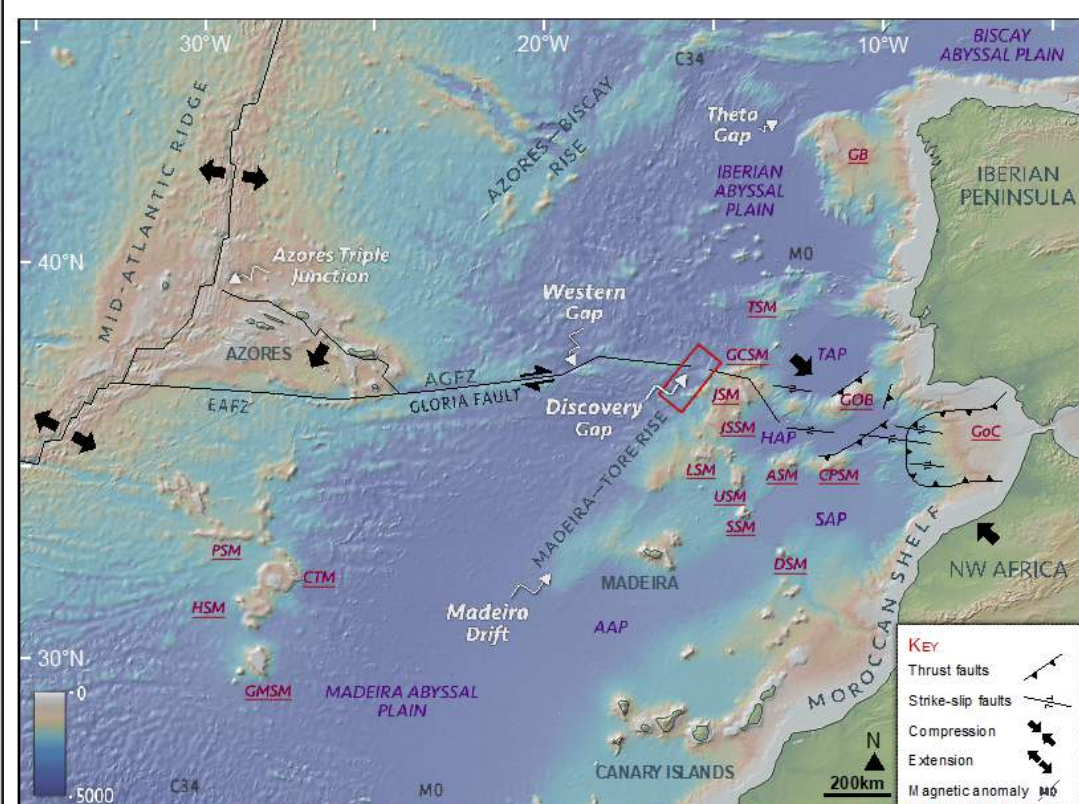 30°W
20°W
10°W
C34
BISCAY
ABYSSAL PLAIN
MID-ATLANTIC RIDGE
AZORES—BISCAY
RISE
Theta
Gap
GB
IBERIAN
ABYSSAL
PLAIN
IBERIAN
PENINSULA
40°N
Azores Triple
Junction
M0
Western
Gap
TSM
AZORES
GCSM
TAP
AGFZ
EAFZ
GLORIA FAULT
Discovery
Gap
JSM
GOB
JSSM
HAP
GoC
MADEIRA—TORE RISE
LSM
ASM
CPSM
USM
SSM
SAP
PSM
CTM
DSM
MADEIRA
NW AFRICA
HSM
Madeira
Drift
AAP
MOROCCAN SHELF
30°N
GMSM
MADEIRA ABYSSAL
PLAIN
0
5000
C34
M0
CANARY ISLANDS
N
200km
KEY
Thrust faults
Strike-slip faults
Compression
Extension
Magnetic anomaly M0